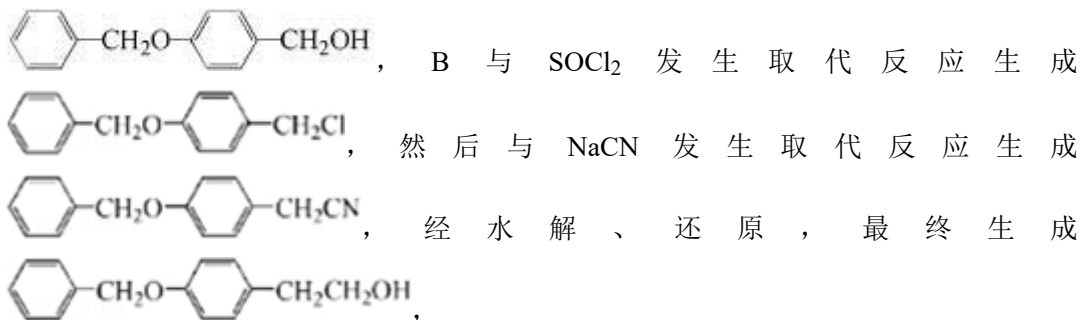 CH₂O CH₂OH , B 与 SOCl₂ 发生取代反应生成
CH₂O CH₂Cl , 然后与 NaCN 发生取代反应生成
CH₂O CH₂CN , 经水解、还原，最终生成
CH₂O CH₂CH₂OH ,